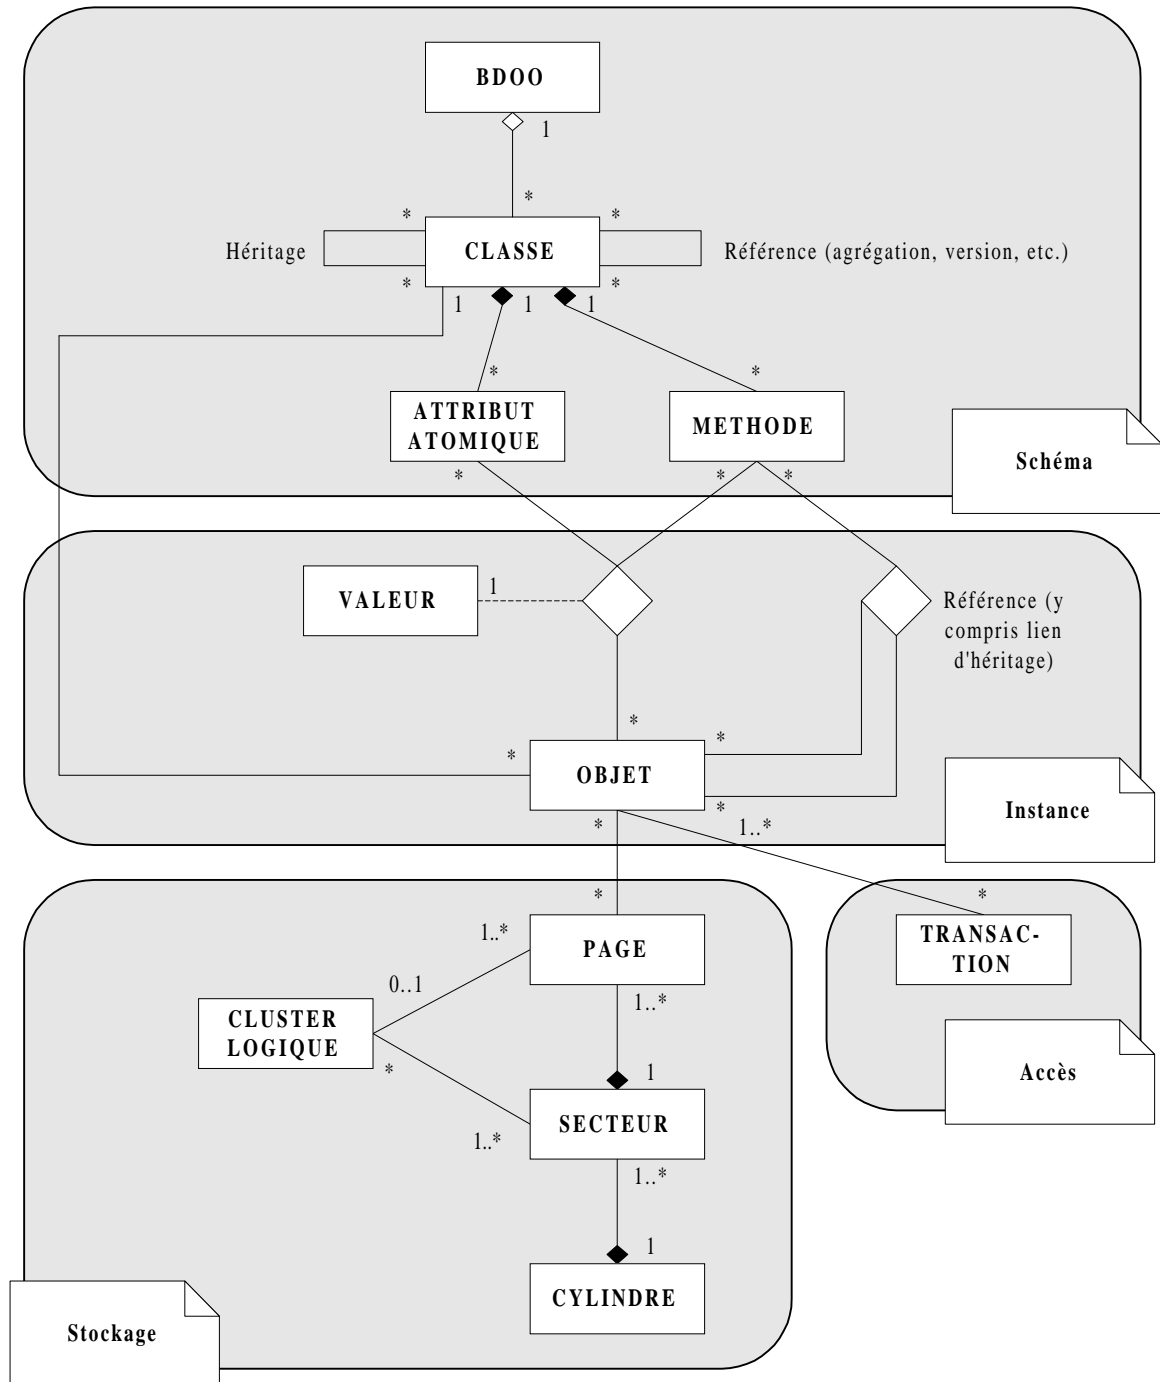 BDOO
1
*
* *
Héritage CLASSE Référence (agrégation, version, etc.)
* *
1 1 1
* *
ATTRIBUT
ATOMIQUE
METHODE
* * *
Schéma
VALEUR 1
Référence (y
compris lien
d'héritage)
* *
* OBJET
* *
1..*
Instance
* *
1..* PAGE
TRANSAC-
TION
0..1
1..*
CLUSTER
LOGIQUE
* 1
Accès
SECTEUR
1..*
1..*
1
CYLINDRE
Stockage